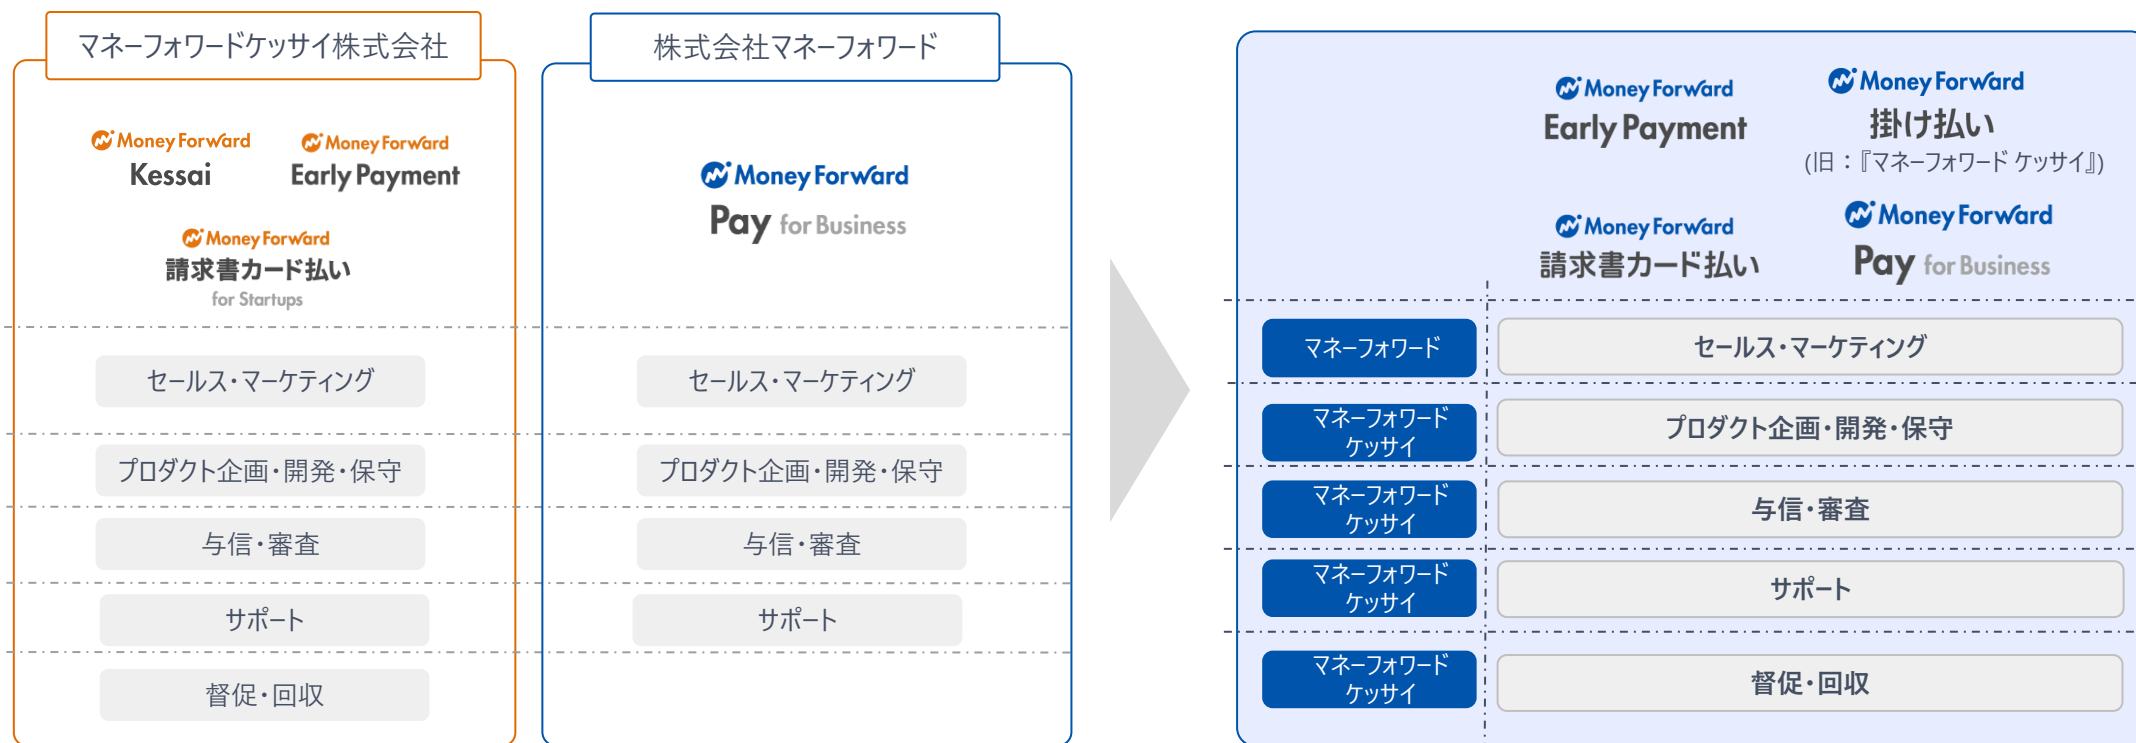 マネーフォワードケッサイ株式会社
Money Forward
Kessai
Money Forward
Early Payment
Money Forward
請求書カード払い
for Startups
セールス・マーケティング
プロダクト企画・開発・保守
与信・審査
サポート
督促・回収
株式会社マネーフォワード
Money Forward
Pay for Business
セールス・マーケティング
プロダクト企画・開発・保守
与信・審査
サポート
Money Forward
Early Payment
Money Forward
掛け払い
(旧：『マネーフォワード ケッサイ』)
Money Forward
請求書カード払い
Money Forward
Pay for Business
マネーフォワード
セールス・マーケティング
マネーフォワード
ケッサイ
プロダクト企画・開発・保守
マネーフォワード
ケッサイ
与信・審査
マネーフォワード
ケッサイ
サポート
マネーフォワード
ケッサイ
督促・回収